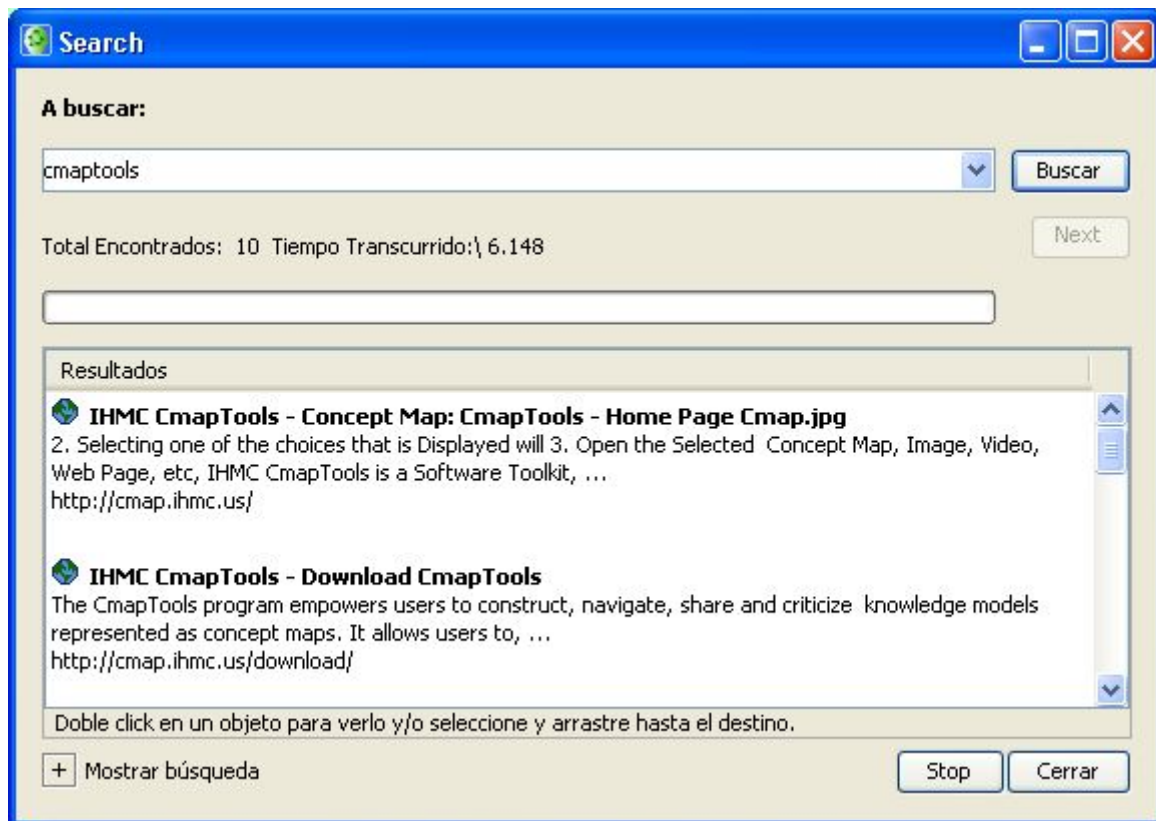 Search
A buscar:
cmaptools
Buscar
Total Encontrados: 10 Tiempo Transcurrido:\ 6.148
Next
Resultados
IHMC CmapTools - Concept Map: CmapTools - Home Page Cmap.jpg
2. Selecting one of the choices that is Displayed will 3. Open the Selected Concept Map, Image, Video,
Web Page, etc, IHMC CmapTools is a Software Toolkit, ...
http://cmap.ihmc.us/
IHMC CmapTools - Download CmapTools
The CmapTools program empowers users to construct, navigate, share and criticize knowledge models
represented as concept maps. It allows users to, ...
http://cmap.ihmc.us/download/
Doble click en un objeto para verlo y/o seleccione y arrastre hasta el destino.
+ Mostrar búsqueda
Stop
Cerrar